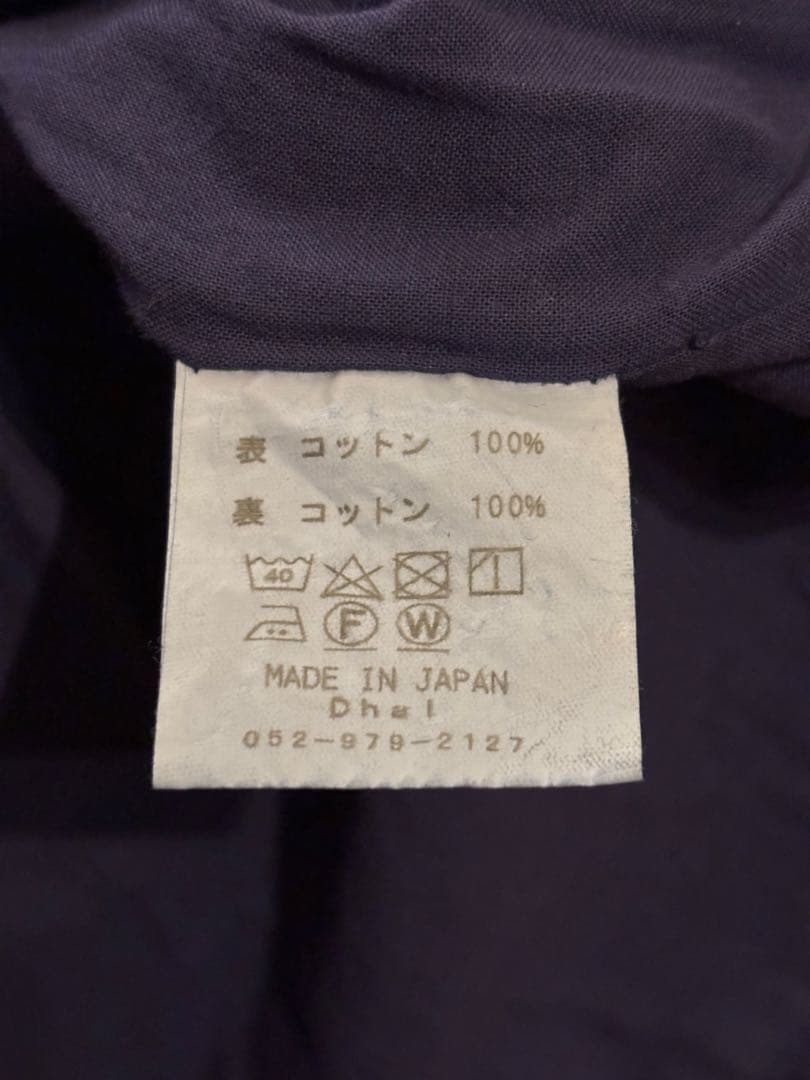 表 コットン 100%
裏 コットン 100%
40
F W
MADE IN JAPAN
Dhal
052-979-2127